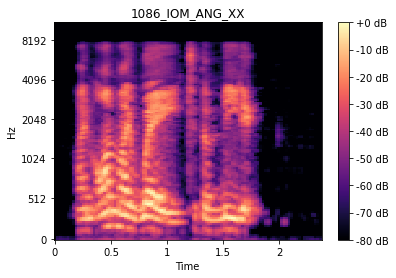 1086_IOM_ANG_XX
+0 dB
8192
-10 dB
4096
-20 dB
-30 dB
2048
Hz
-40 dB
1024
-50 dB
512
-60 dB
-70 dB
0
-80 dB
0 0.5 1 1.5 2
Time